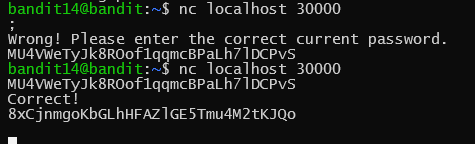 bandit14@bandit:~$ nc localhost 30000
;
Wrong! Please enter the correct current password.
MU4VWeTyJk8ROof1qqmcBPaLh7lDCPvS
bandit14@bandit:~$ nc localhost 30000
MU4VWeTyJk8ROof1qqmcBPaLh7lDCPvS
Correct!
8xCjnmgoKbGLhHFAZlGE5Tmu4M2tKJQo